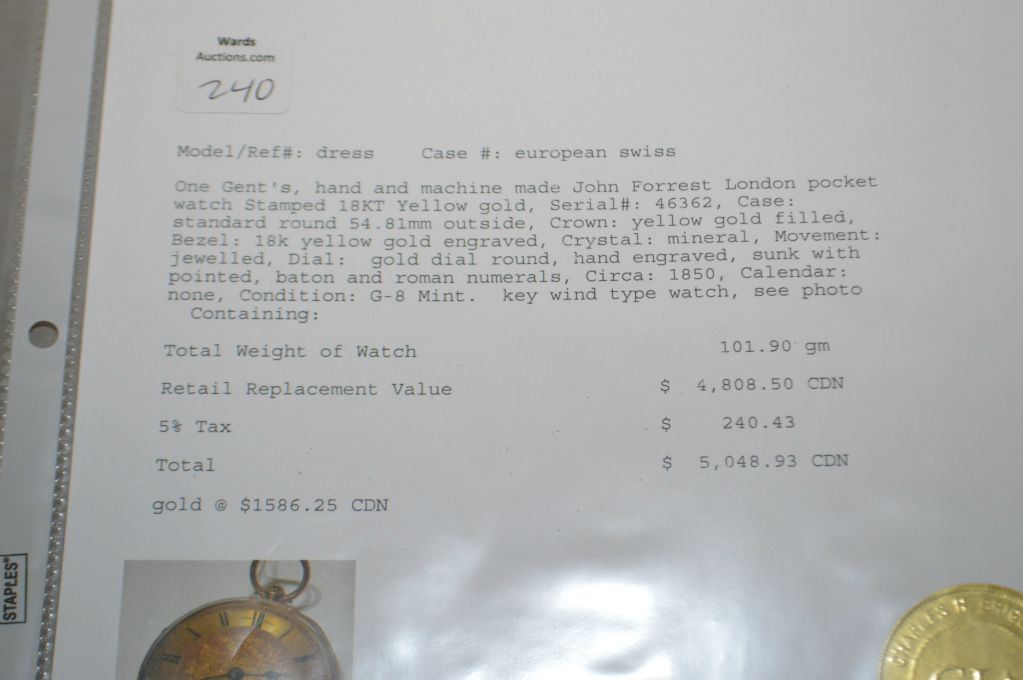 Wards
Auctions.com
240
Model/Ref#: dress Case #: european swiss
One Gent's, hand and machine made John Forrest London pocket
watch Stamped 18KT Yellow gold, Serial#: 46362, Case:
standard round 54.81mm outside, Crown: yellow gold filled,
Bezel: 18k yellow gold engraved, Crystal: mineral, Movement:
jewelled, Dial: gold dial round, hand engraved, sunk with
pointed, baton and roman numerals, Circa: 1850, Calendar:
none, Condition: G-8 Mint. key wind type watch, see photo
Containing:
Total Weight of Watch 101.90 gm
Retail Replacement Value $ 4,808.50 CDN
5% Tax $ 240.43
Total $ 5,048.93 CDN
gold @ $1586.25 CDN
STAPLES
CHARLES H